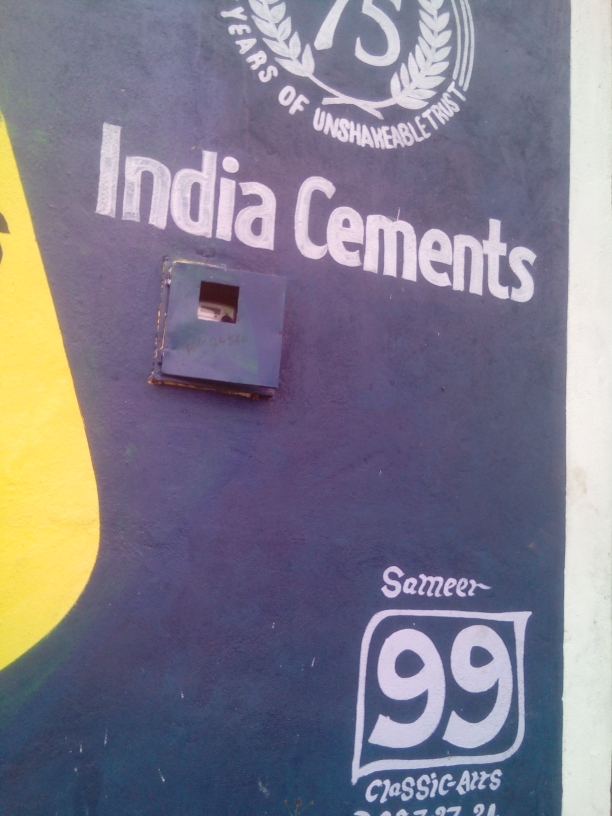 75
YEARS OF UNSHAKEABLE TRUST
India Cements
Sameer
99
Classic-Arts